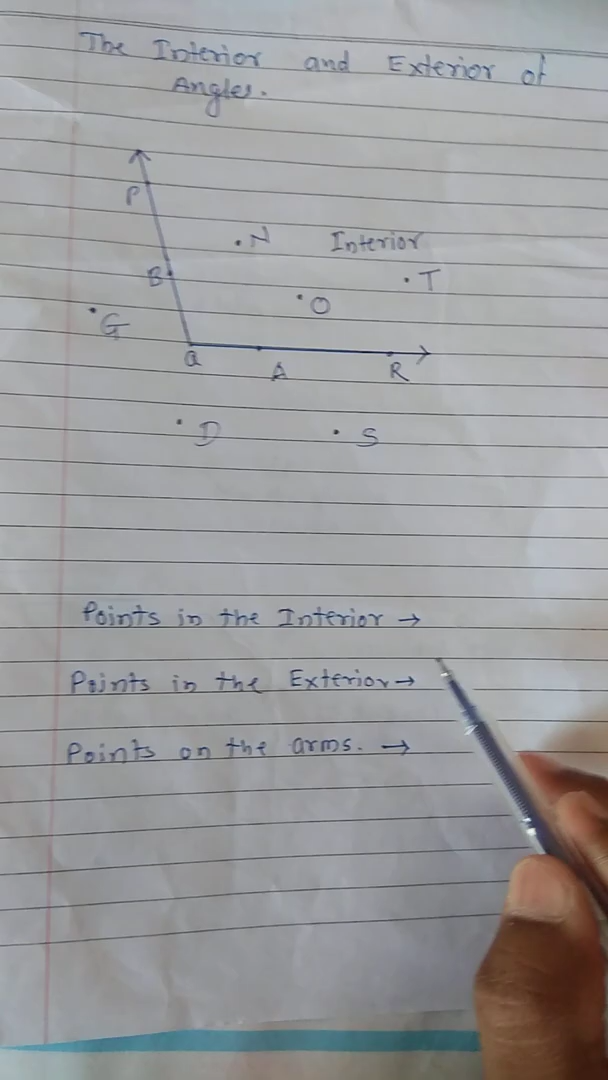 The Interior and Exterior of
Angles.
P
N Interior
B T
O
G
Q A R
D S
Points in the Interior →
Points in the Exterior →
Points on the arms. →